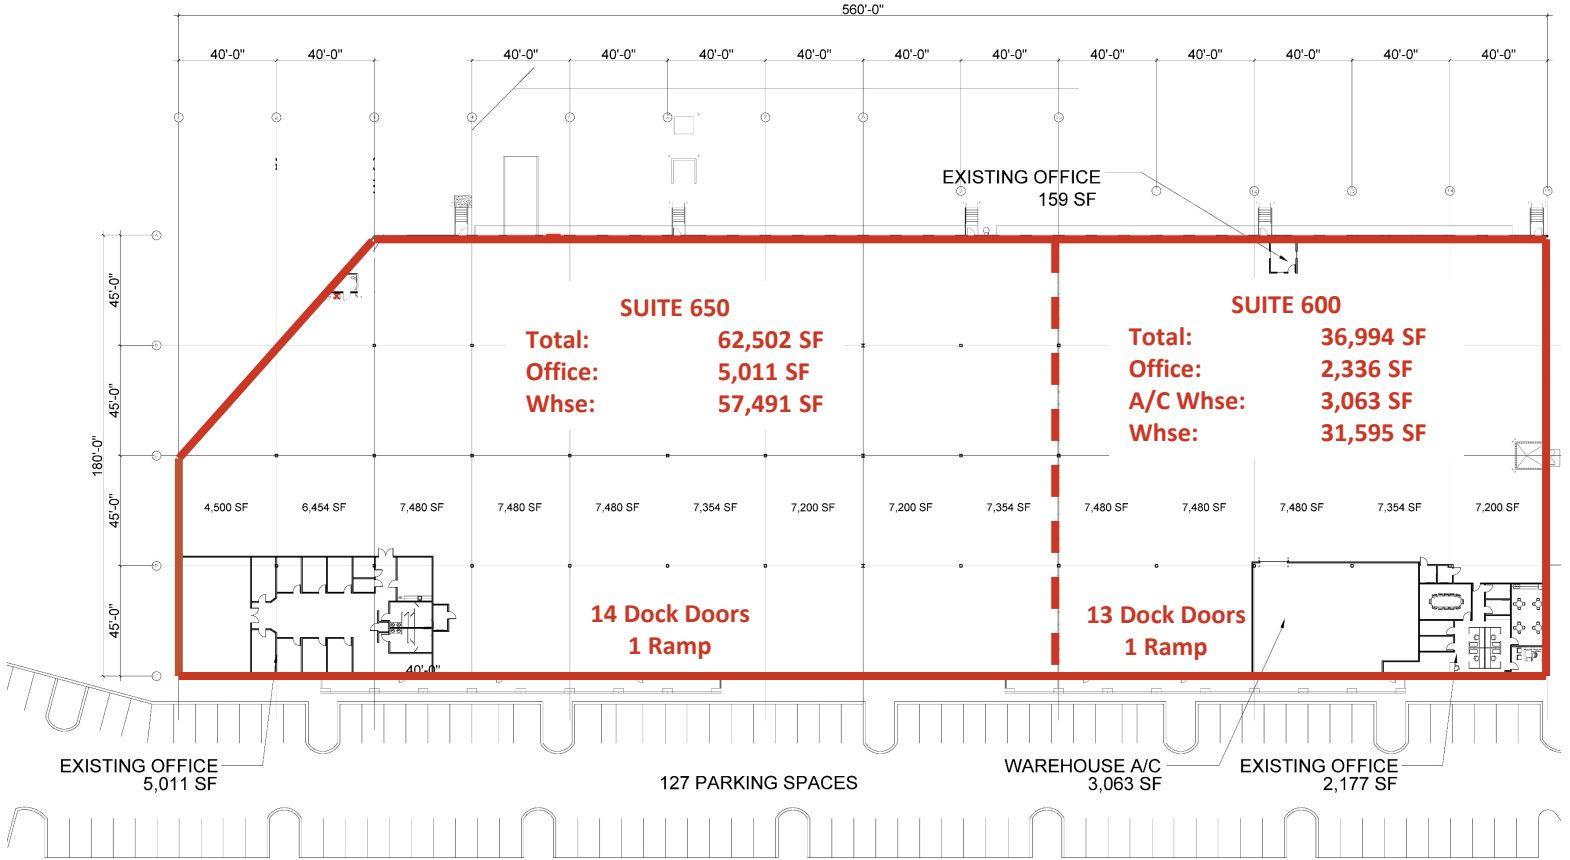 560'-0"
40'-0" 40'-0" 40'-0" 40'-0" 40'-0" 40'-0" 40'-0" 40'-0" 40'-0" 40'-0" 40'-0" 40'-0" 40'-0"
EXISTING OFFICE
159 SF
180'-0"
45'-0"
45'-0"
45'-0"
45'-0"
SUITE 650
Total: 62,502 SF
Office: 5,011 SF
Whse: 57,491 SF
SUITE 600
Total: 36,994 SF
Office: 2,336 SF
A/C Whse: 3,063 SF
Whse: 31,595 SF
4,500 SF 6,454 SF 7,480 SF 7,480 SF 7,480 SF 7,354 SF 7,200 SF 7,200 SF 7,354 SF 7,480 SF 7,480 SF 7,480 SF 7,354 SF 7,200 SF
14 Dock Doors
1 Ramp
13 Dock Doors
1 Ramp
40'-0"
EXISTING OFFICE
5,011 SF
127 PARKING SPACES
WAREHOUSE A/C
3,063 SF
EXISTING OFFICE
2,177 SF